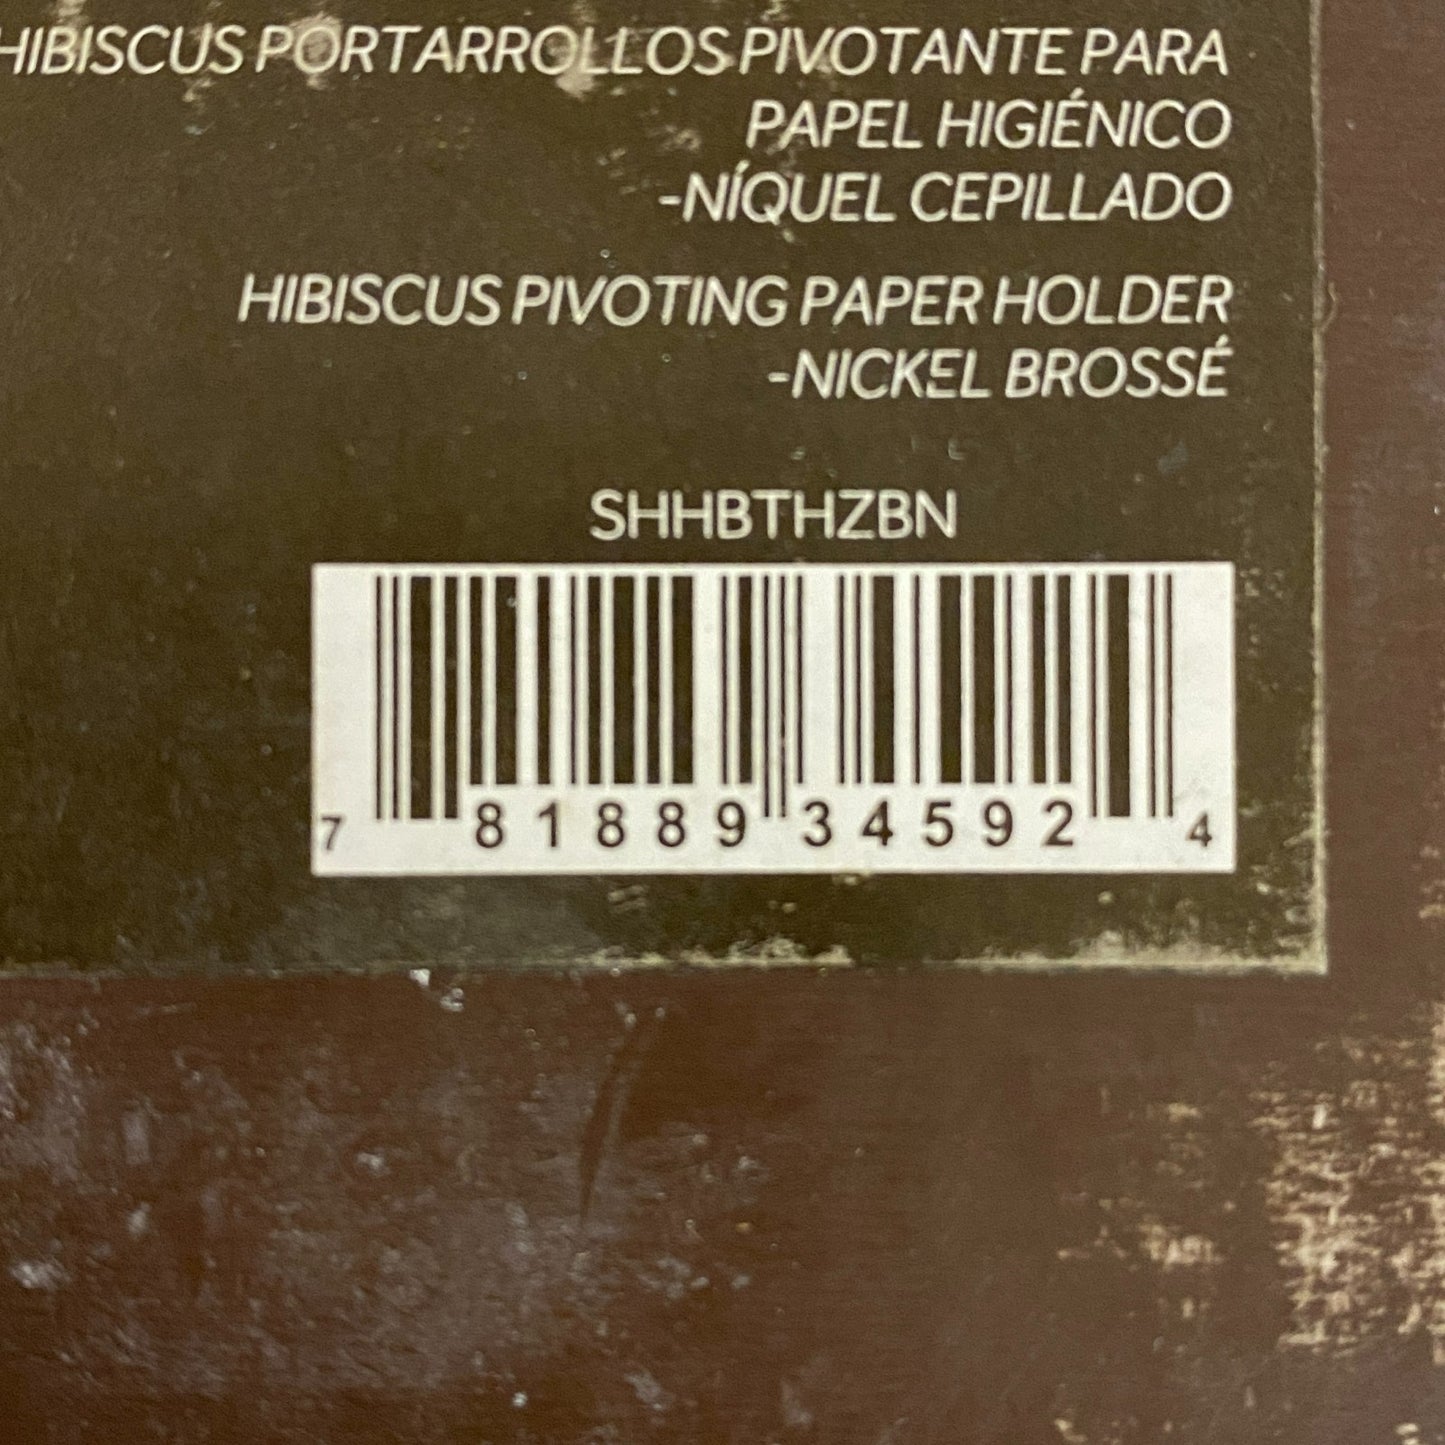 HIBISCUS PORTARROLLOS PIVOTANTE PARA
PAPEL HIGIÉNICO
-NÍQUEL CEPILLADO
HIBISCUS PIVOTING PAPER HOLDER
-NICKEL BROSSÉ
SHHBTHZBN
7 81889 34592 4